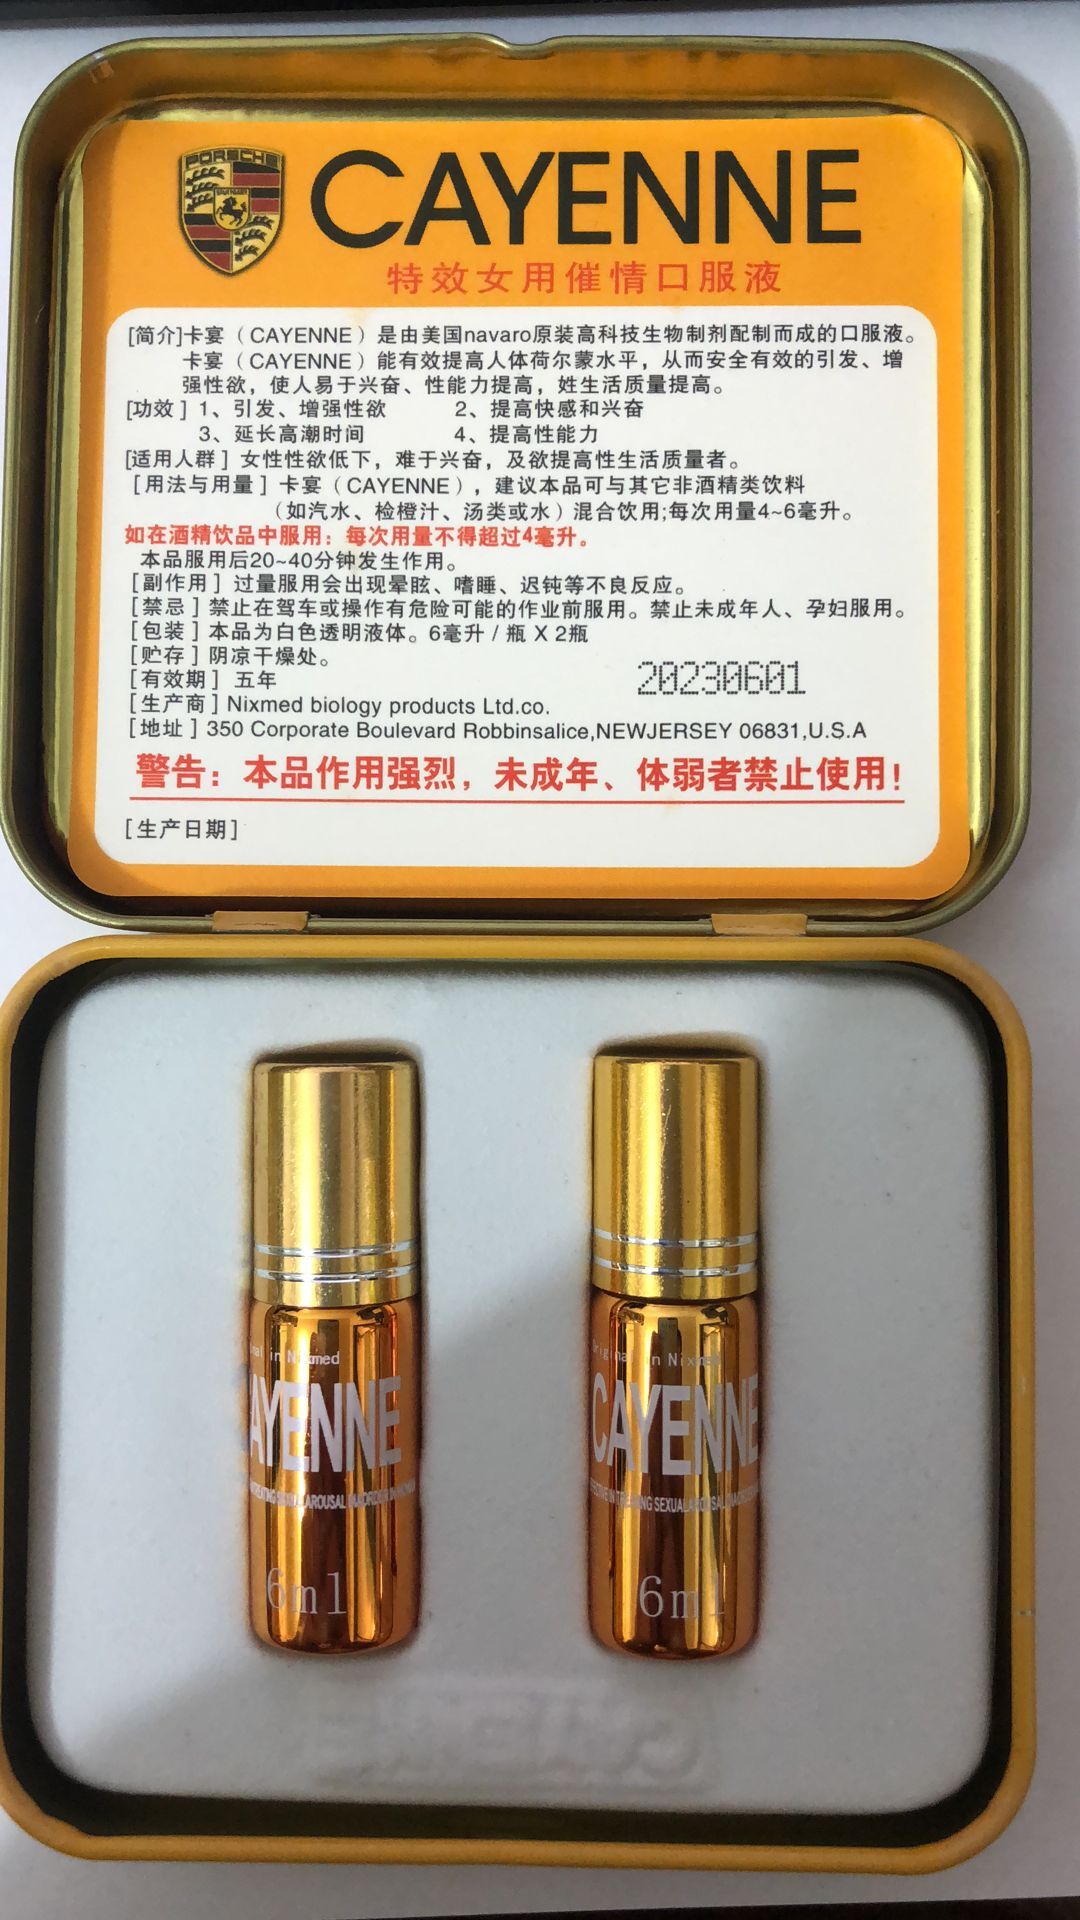 PORSCHE
CAYENNE
特效女用催情口服液
[简介]卡宴（CAYENNE）是由美国navaro原装高科技生物制剂配制而成的口服液。
卡宴（CAYENNE）能有效提高人体荷尔蒙水平，从而安全有效的引发、增
强性欲，使人易于兴奋、性能力提高，姓生活质量提高。
[功效] 1、引发、增强性欲 2、提高快感和兴奋
3、延长高潮时间 4、提高性能力
[适用人群] 女性性欲低下，难于兴奋，及欲提高性生活质量者。
[用法与用量] 卡宴（CAYENNE），建议本品可与其它非酒精类饮料
（如汽水、检橙汁、汤类或水）混合饮用;每次用量4~6毫升。
如在酒精饮品中服用：每次用量不得超过4毫升。
本品服用后20~40分钟发生作用。
[副作用] 过量服用会出现晕眩、嗜睡、迟钝等不良反应。
[禁忌] 禁止在驾车或操作有危险可能的作业前服用。禁止未成年人、孕妇服用。
[包装] 本品为白色透明液体。6毫升 / 瓶 X 2瓶
[贮存] 阴凉干燥处。
20230601
[有效期] 五年
[生产商] Nixmed biology products Ltd.co.
[地址] 350 Corporate Boulevard Robbinsalice,NEWJERSEY 06831,U.S.A
警告：本品作用强烈，未成年、体弱者禁止使用!
[生产日期]
in Nixmed
AYENNE
AROUSAL
6ml
Original in Nixmed
CAYENNE
SEXUAL AROUSAL
6ml